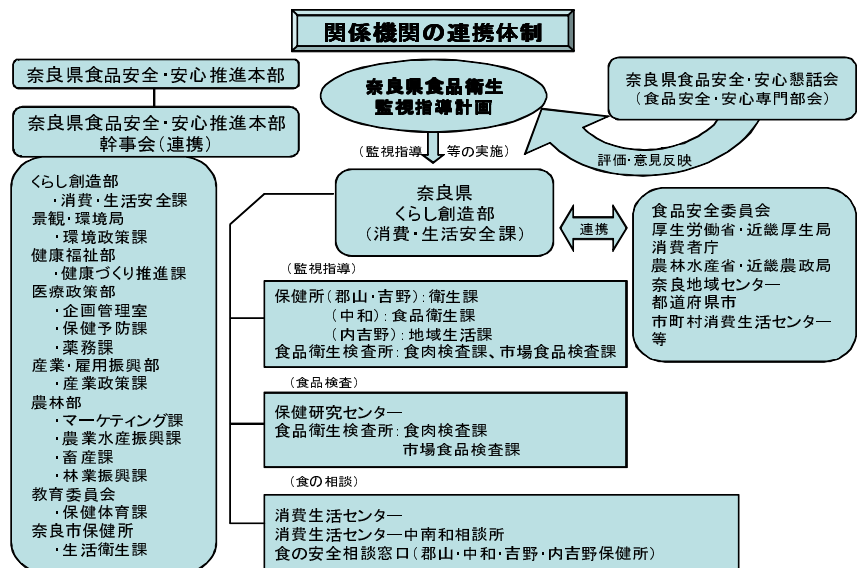 関係機関の連携体制
奈良県食品安全・安心推進本部
奈良県食品安全・安心推進本部
幹事会（連携）
くらし創造部
・消費・生活安全課
景観・環境局
・環境政策課
健康福祉部
・健康づくり推進課
医療政策部
・企画管理室
・保健予防課
・薬務課
産業・雇用振興部
・産業政策課
農林部
・マーケティング課
・農業水産振興課
・畜産課
・林業振興課
教育委員会
・保健体育課
奈良市保健所
・生活衛生課
奈良県食品衛生
監視指導計画
奈良県食品安全・安心懇話会
（食品安全・安心専門部会）
評価・意見反映
（監視指導 等の実施）
奈良県
くらし創造部
（消費・生活安全課）
連携
食品安全委員会
厚生労働省・近畿厚生局
消費者庁
農林水産省・近畿農政局
奈良地域センター
都道府県市
市町村消費生活センター
等
（監視指導）
保健所（郡山・吉野）：衛生課
（中和）：食品衛生課
（内吉野）：地域生活課
食品衛生検査所：食肉検査課、市場食品検査課
（食品検査）
保健研究センター
食品衛生検査所：食肉検査課
市場食品検査課
（食の相談）
消費生活センター
消費生活センター中南和相談所
食の安全相談窓口（郡山・中和・吉野・内吉野保健所）